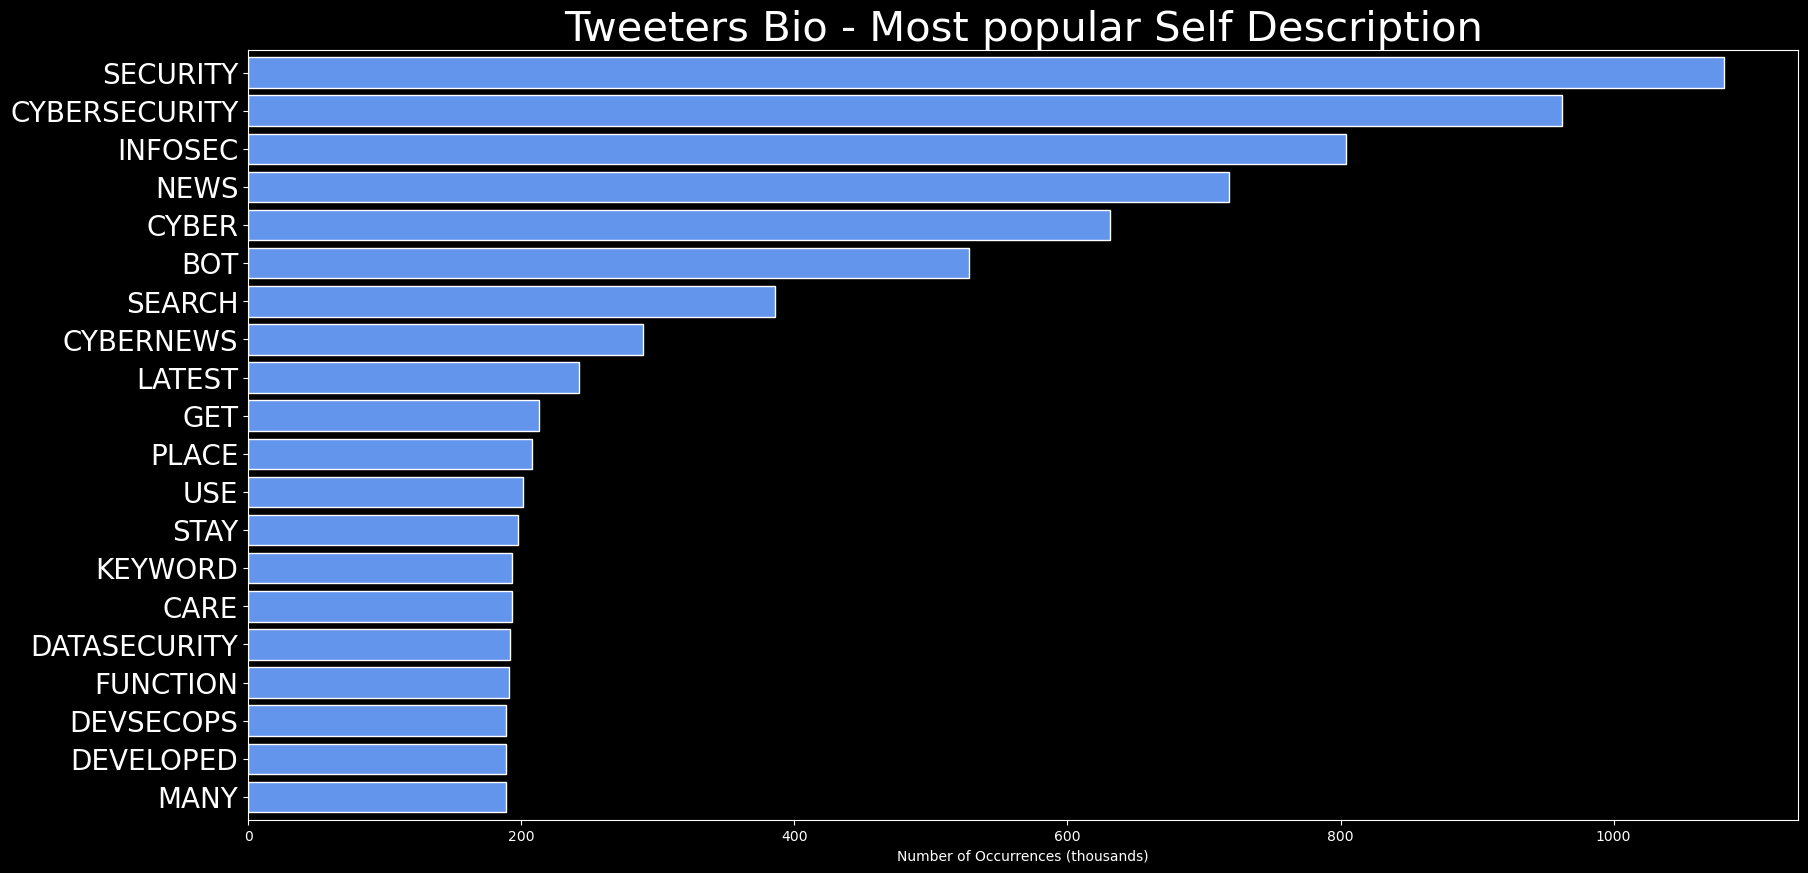 Tweeters Bio - Most popular Self Description
SECURITY
CYBERSECURITY
INFOSEC
NEWS
CYBER
BOT
SEARCH
CYBERNEWS
LATEST
GET
PLACE
USE
STAY
KEYWORD
CARE
DATASECURITY
FUNCTION
DEVSECOPS
DEVELOPED
MANY
0 200 400 600 800 1000
Number of Occurrences (thousands)